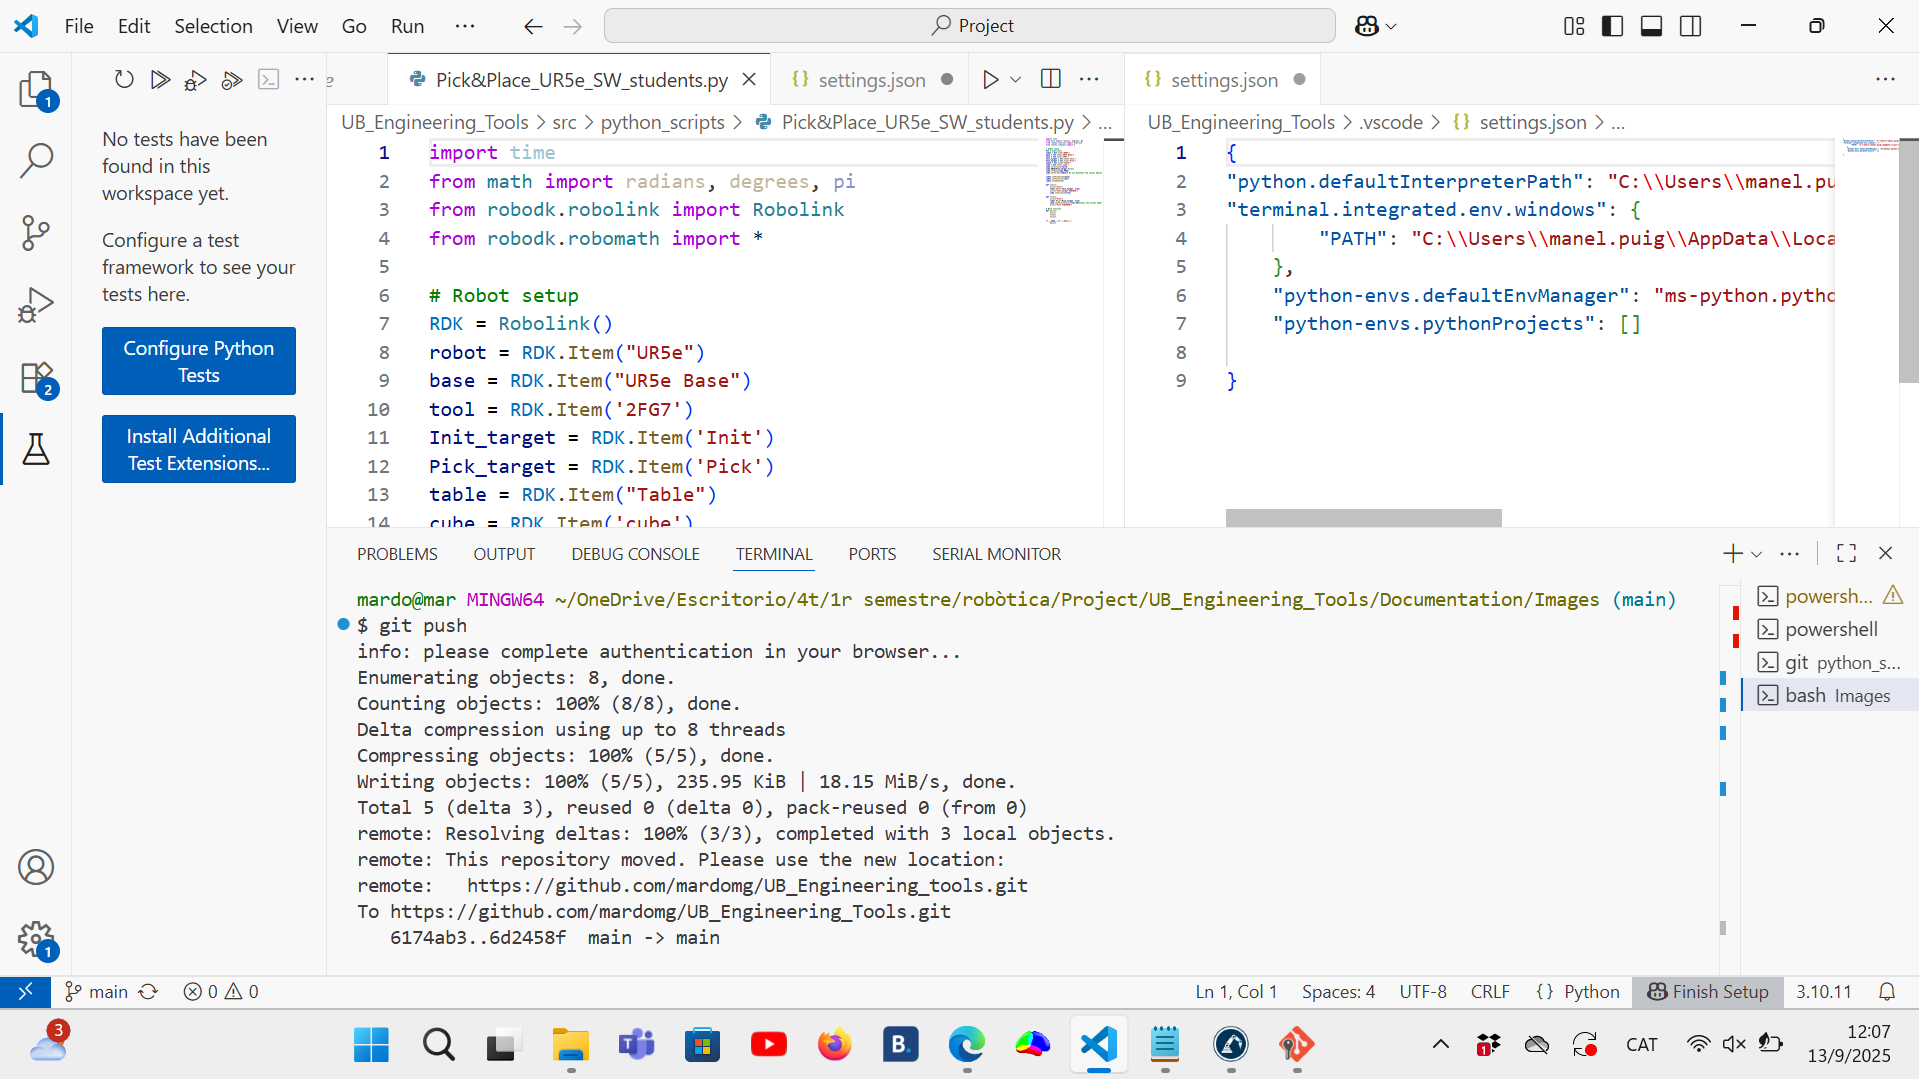 File Edit Selection View Go Run ···
Project
No tests have been
found in this
workspace yet.
Configure a test
framework to see your
tests here.
Configure Python
Tests
Install Additional
Test Extensions...
1
2
1
e
Pick&Place_UR5e_SW_students.py
settings.json
UB_Engineering_Tools > src > python_scripts > Pick&Place_UR5e_SW_students.py > ...
1 import time
2 from math import radians, degrees, pi
3 from robodk.robolink import Robolink
4 from robodk.robomath import *
5
6 # Robot setup
7 RDK = Robolink()
8 robot = RDK.Item("UR5e")
9 base = RDK.Item("UR5e Base")
10 tool = RDK.Item('2FG7')
11 Init_target = RDK.Item('Init')
12 Pick_target = RDK.Item('Pick')
13 table = RDK.Item("Table")
14 cube = RDK.Item('cube')
settings.json
UB_Engineering_Tools > .vscode > {} settings.json > ...
1 {
2 "python.defaultInterpreterPath": "C:\\Users\\manel.pu
3 "terminal.integrated.env.windows": {
4 "PATH": "C:\\Users\\manel.puig\\AppData\\Loca
5 },
6 "python-envs.defaultEnvManager": "ms-python.pytho
7 "python-envs.pythonProjects": []
8
9 }
PROBLEMS OUTPUT DEBUG CONSOLE TERMINAL PORTS SERIAL MONITOR
mardo@mar MINGW64 ~/OneDrive/Escritorio/4t/1r semestre/robòtica/Project/UB_Engineering_Tools/Documentation/Images (main)
$ git push
info: please complete authentication in your browser...
Enumerating objects: 8, done.
Counting objects: 100% (8/8), done.
Delta compression using up to 8 threads
Compressing objects: 100% (5/5), done.
Writing objects: 100% (5/5), 235.95 KiB | 18.15 MiB/s, done.
Total 5 (delta 3), reused 0 (delta 0), pack-reused 0 (from 0)
remote: Resolving deltas: 100% (3/3), completed with 3 local objects.
remote: This repository moved. Please use the new location:
remote:   https://github.com/mardomg/UB_Engineering_tools.git
To https://github.com/mardomg/UB_Engineering_Tools.git
   6174ab3..6d2458f  main -> main
powersh...
powershell
git python_s...
bash Images
main 0 0
Ln 1, Col 1 Spaces: 4 UTF-8 CRLF {} Python Finish Setup 3.10.11
3
B.
1
CAT
12:07
13/9/2025